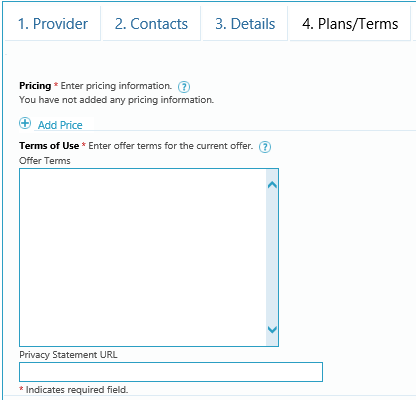 1. Provider 2. Contacts 3. Details 4. Plans/Terms
Pricing * Enter pricing information. ?
You have not added any pricing information.
Add Price
Terms of Use * Enter offer terms for the current offer. ?
Offer Terms
Privacy Statement URL
* Indicates required field.